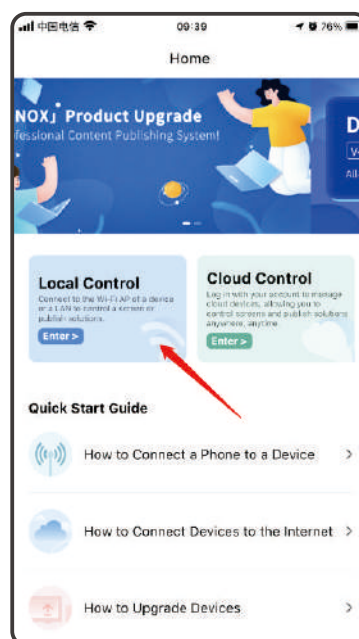 中国电信
09:39
26%
Home
NOX」Product Upgrade
fessional Content Publishing System!
D
All
Local Control
Connect to the Wi-Fi AP of a device
or a LAN to control a screen or
publish solutions.
Enter >
Cloud Control
Log in with your account to manage
cloud devices, allowing you to
control screens and publish solutions
anywhere, anytime.
Enter >
Quick Start Guide
How to Connect a Phone to a Device >
How to Connect Devices to the Internet >
How to Upgrade Devices >